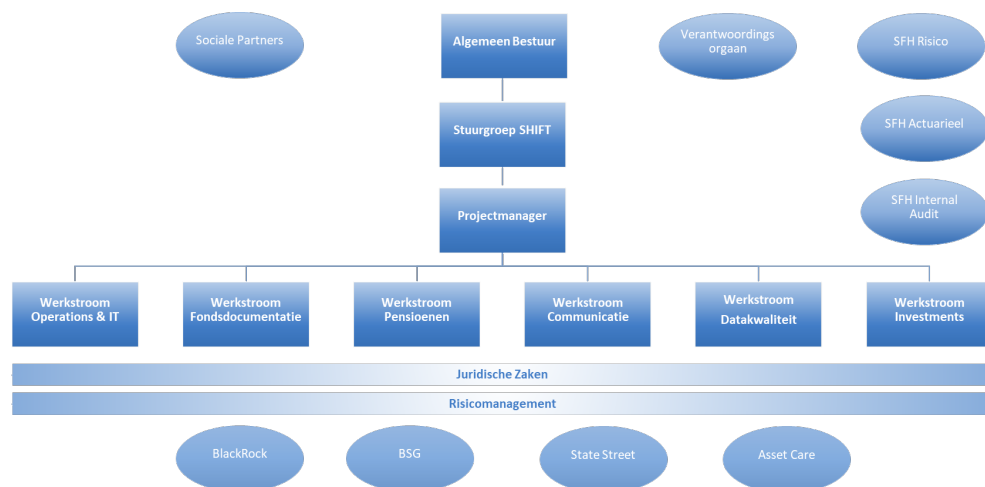 Sociale Partners
Algemeen Bestuur
Verantwoordings
orgaan
SFH Risico
Stuurgroep SHIFT
SFH Actuarieel
Projectmanager
SFH Internal
Audit
Werkstroom
Operations & IT
Werkstroom
Fondsdocumentatie
Werkstroom
Pensioenen
Werkstroom
Communicatie
Werkstroom
Datakwaliteit
Werkstroom
Investments
Juridische Zaken
Risicomanagement
BlackRock
BSG
State Street
Asset Care